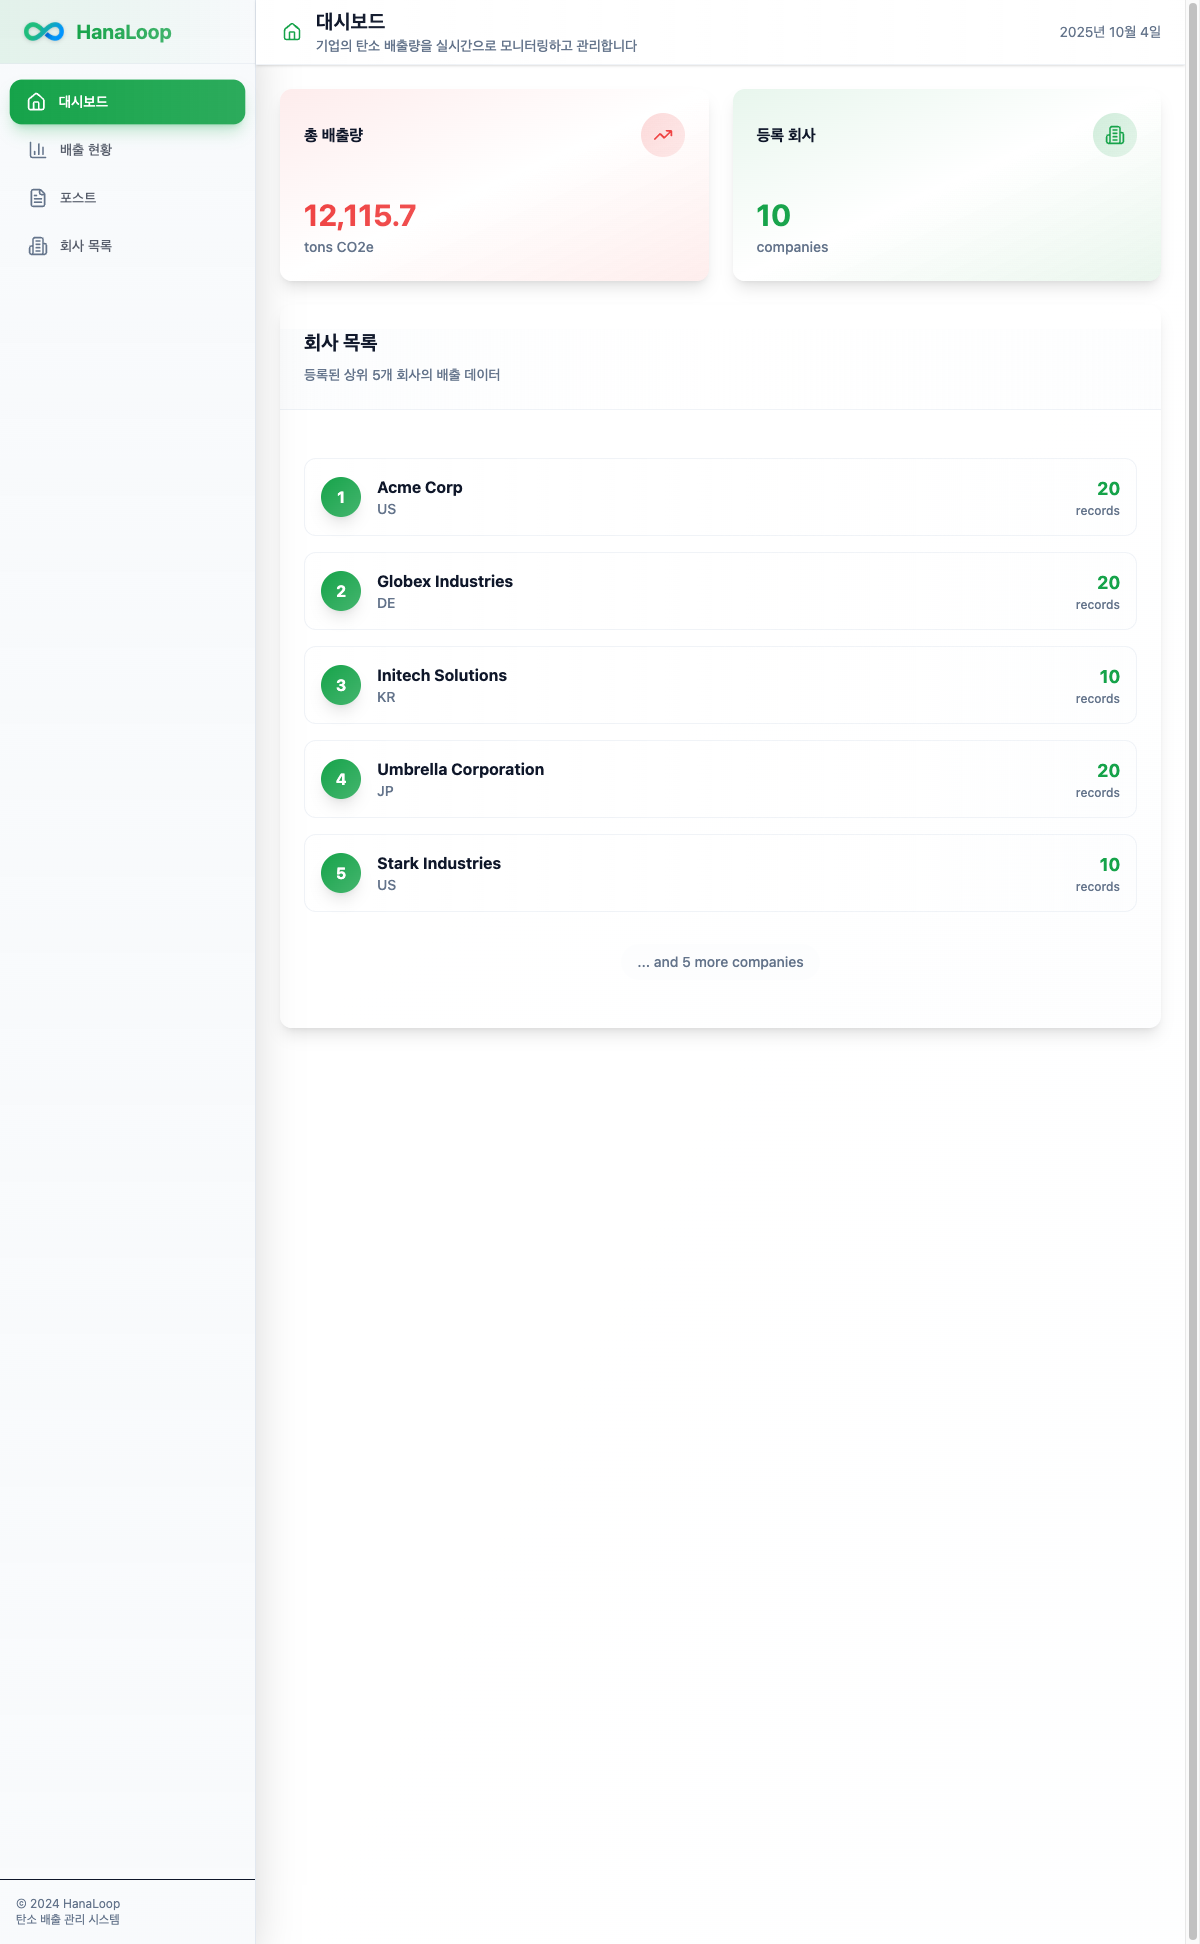 HanaLoop
대시보드
배출 현황
포스트
회사 목록
© 2024 HanaLoop
탄소 배출 관리 시스템
대시보드
기업의 탄소 배출량을 실시간으로 모니터링하고 관리합니다
2025년 10월 4일
총 배출량
12,115.7
tons CO2e
등록 회사
10
companies
회사 목록
등록된 상위 5개 회사의 배출 데이터
1
Acme Corp
US
20
records
2
Globex Industries
DE
20
records
3
Initech Solutions
KR
10
records
4
Umbrella Corporation
JP
20
records
5
Stark Industries
US
10
records
... and 5 more companies